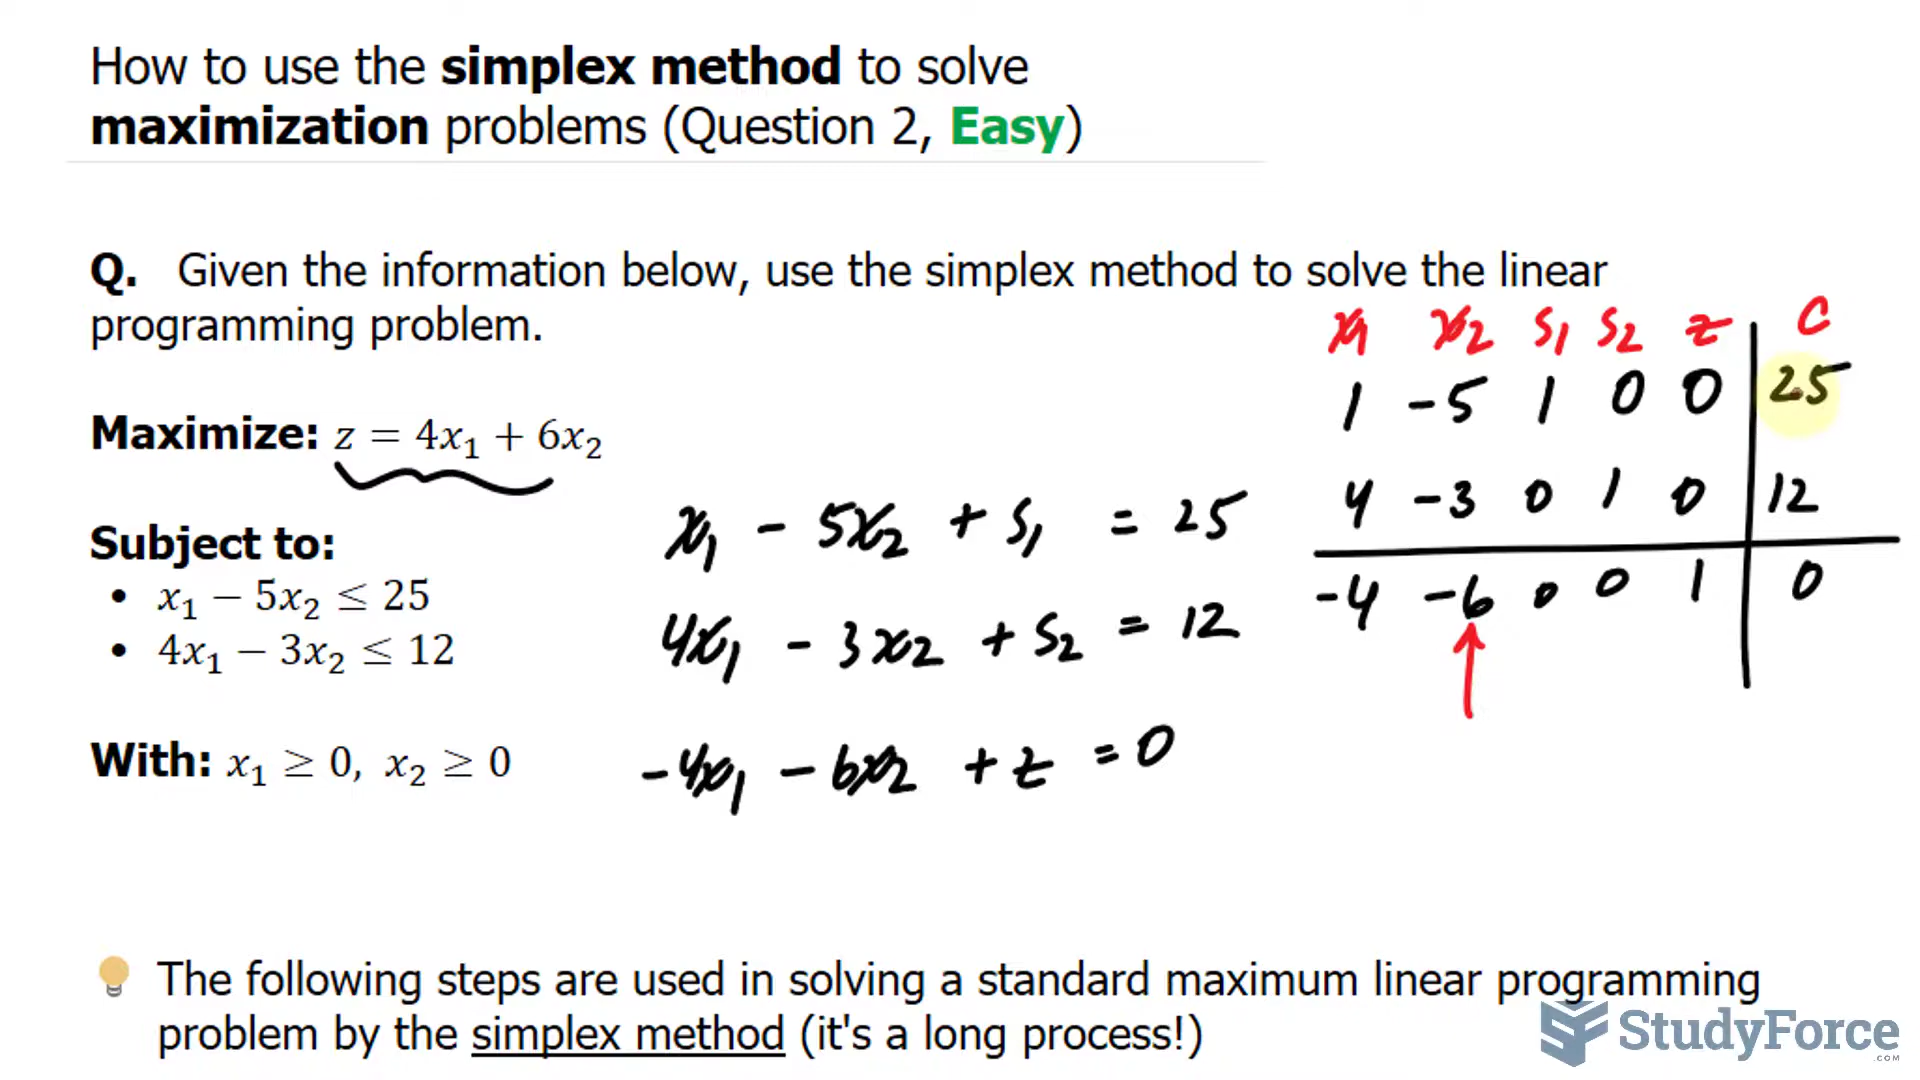 How to use the simplex method to solve
maximization problems (Question 2, Easy)
Q. Given the information below, use the simplex method to solve the linear
programming problem.
Maximize: z = 4x₁ + 6x₂
Subject to:
• x₁ − 5x₂ ≤ 25
• 4x₁ − 3x₂ ≤ 12
With: x₁ ≥ 0, x₂ ≥ 0
x₁ − 5x₂ + s₁ = 25
4x₁ − 3x₂ + s₂ = 12
−4x₁ − 6x₂ + z = 0
x₁ x₂ s₁ s₂ z C
1 −5 1 0 0 25
4 −3 0 1 0 12
−4 −6 0 0 1 0
The following steps are used in solving a standard maximum linear programming
problem by the simplex method (it's a long process!)
StudyForce
.COM